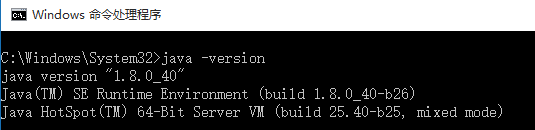 Windows 命令处理程序
C:\Windows\System32>java -version
java version "1.8.0_40"
Java(TM) SE Runtime Environment (build 1.8.0_40-b26)
Java HotSpot(TM) 64-Bit Server VM (build 25.40-b25, mixed mode)